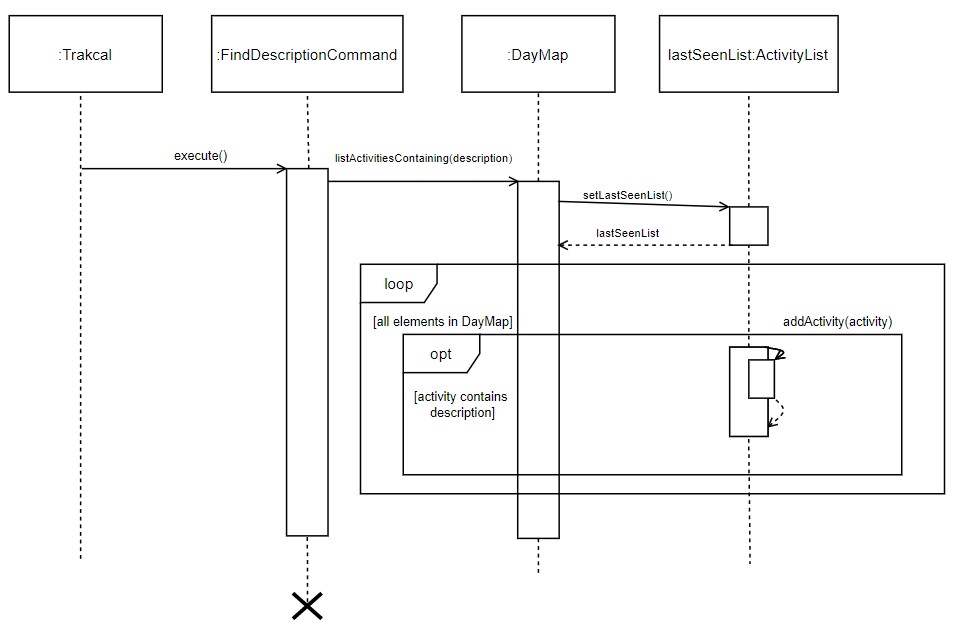 :Trakcal
:FindDescriptionCommand
:DayMap
lastSeenList:ActivityList
execute()
listActivitiesContaining(description)
setLastSeenList()
lastSeenList
loop
[all elements in DayMap]
addActivity(activity)
opt
[activity contains
description]